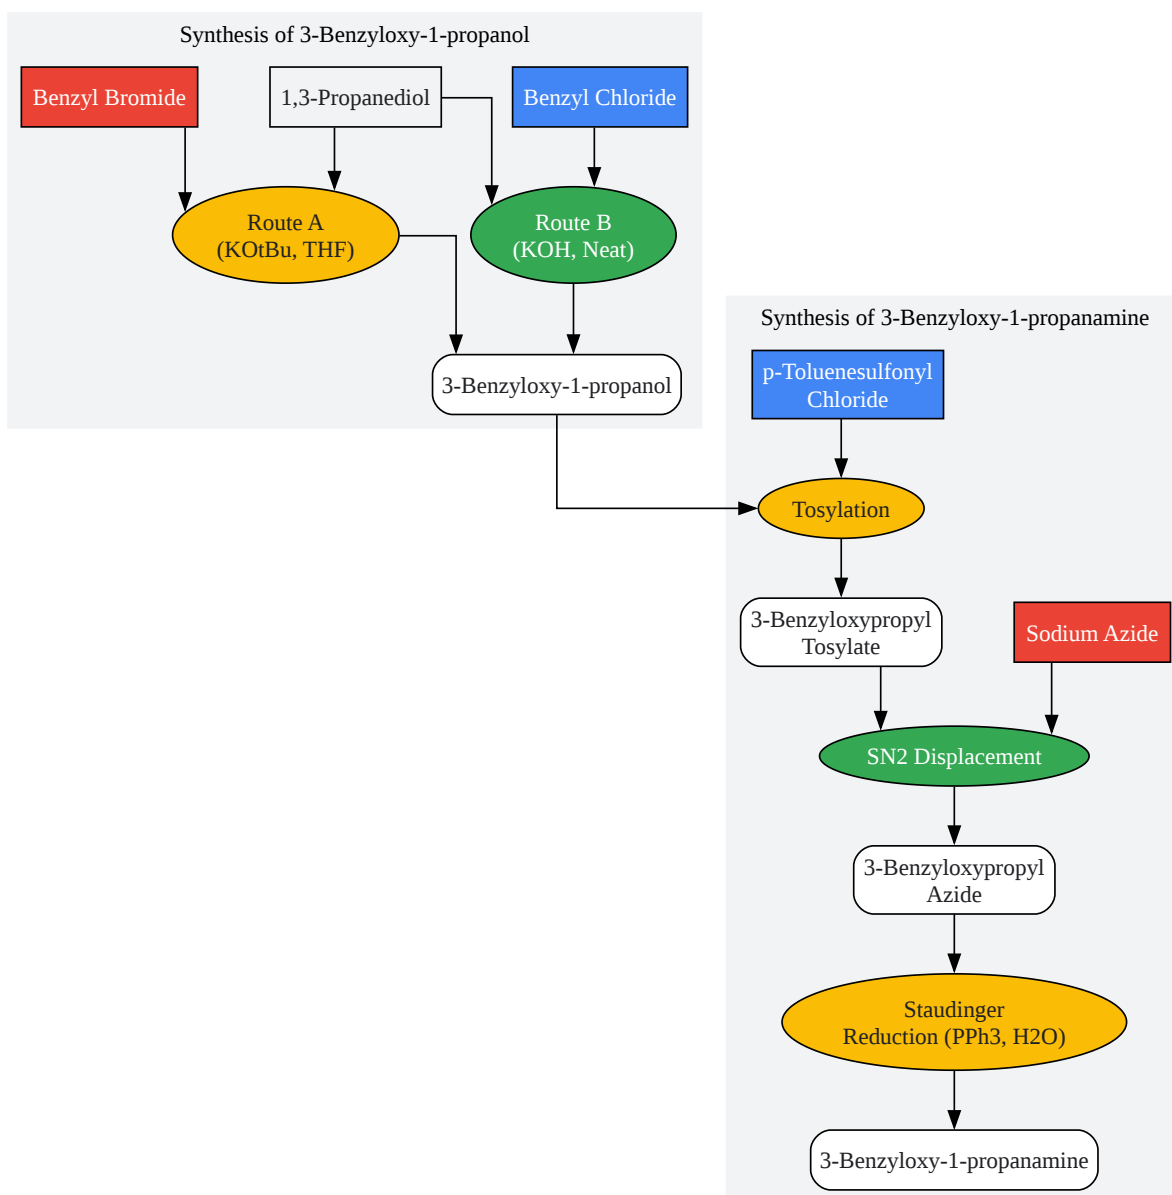 Synthesis of 3-Benzyloxy-1-propanol
Benzyl Bromide
1,3-Propanediol
Benzyl Chloride
Route A
(KOtBu, THF)
Route B
(KOH, Neat)
3-Benzyloxy-1-propanol
Synthesis of 3-Benzyloxy-1-propanamine
p-Toluenesulfonyl
Chloride
Tosylation
3-Benzyloxypropyl
Tosylate
Sodium Azide
SN2 Displacement
3-Benzyloxypropyl
Azide
Staudinger
Reduction (PPh3, H2O)
3-Benzyloxy-1-propanamine